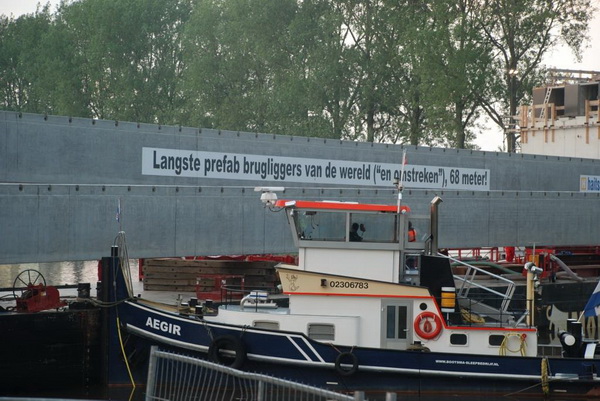 Langste prefab brugliggers van de wereld ("en omstreken"), 68 meter!
02306783
AEGIR